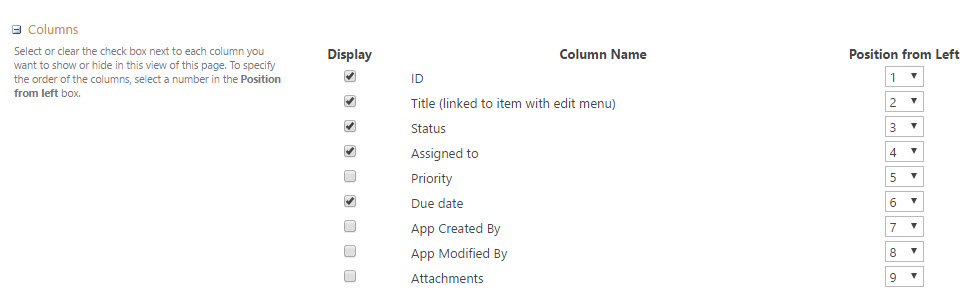 Columns
Select or clear the check box next to each column you
want to show or hide in this view of this page. To specify
the order of the columns, select a number in the Position
from left box.
Display Column Name Position from Left
ID 1
Title (linked to item with edit menu) 2
Status 3
Assigned to 4
Priority 5
Due date 6
App Created By 7
App Modified By 8
Attachments 9